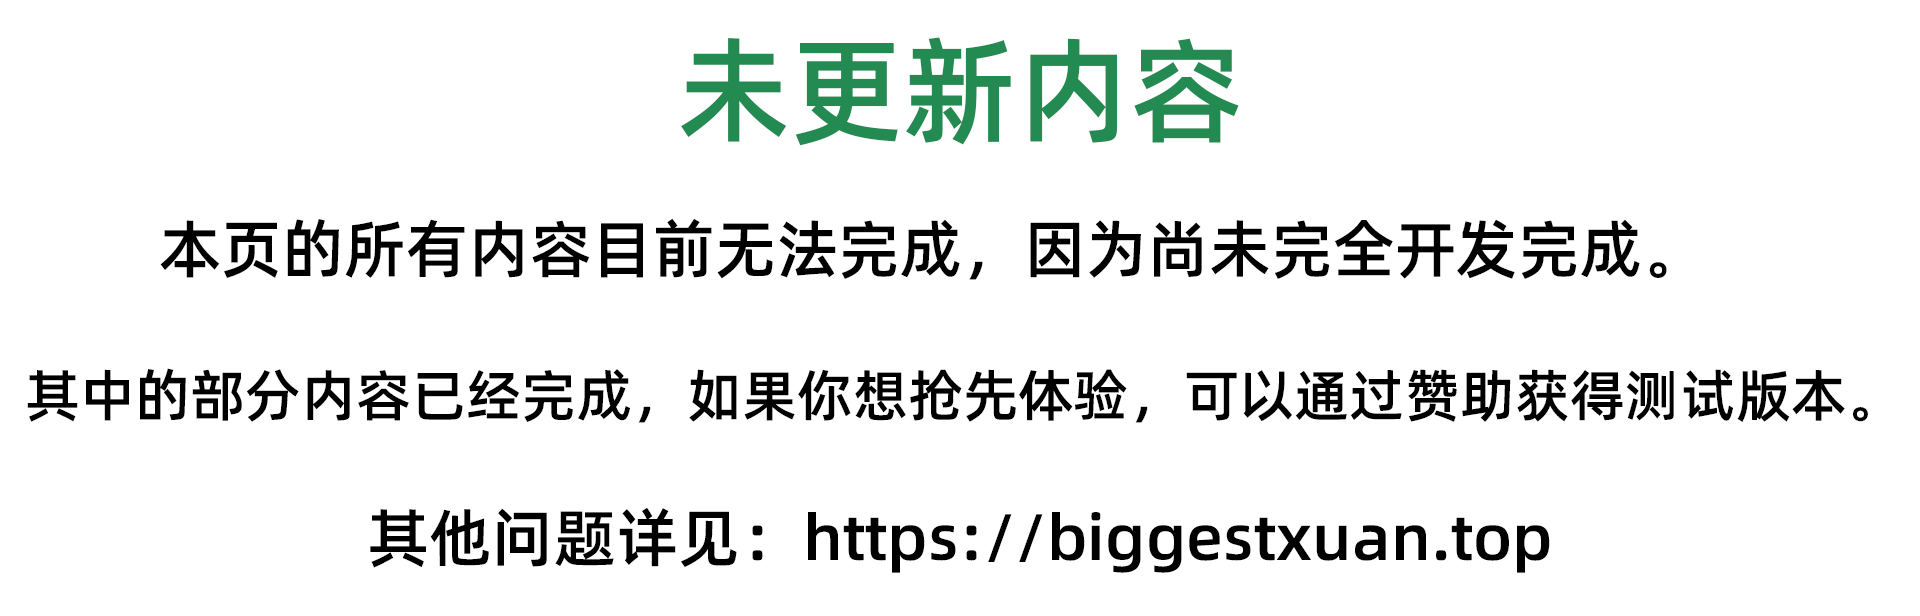 未更新内容
本页的所有内容目前无法完成，因为尚未完全开发完成。
其中的部分内容已经完成，如果你想抢先体验，可以通过赞助获得测试版本。
其他问题详见：https://biggestxuan.top